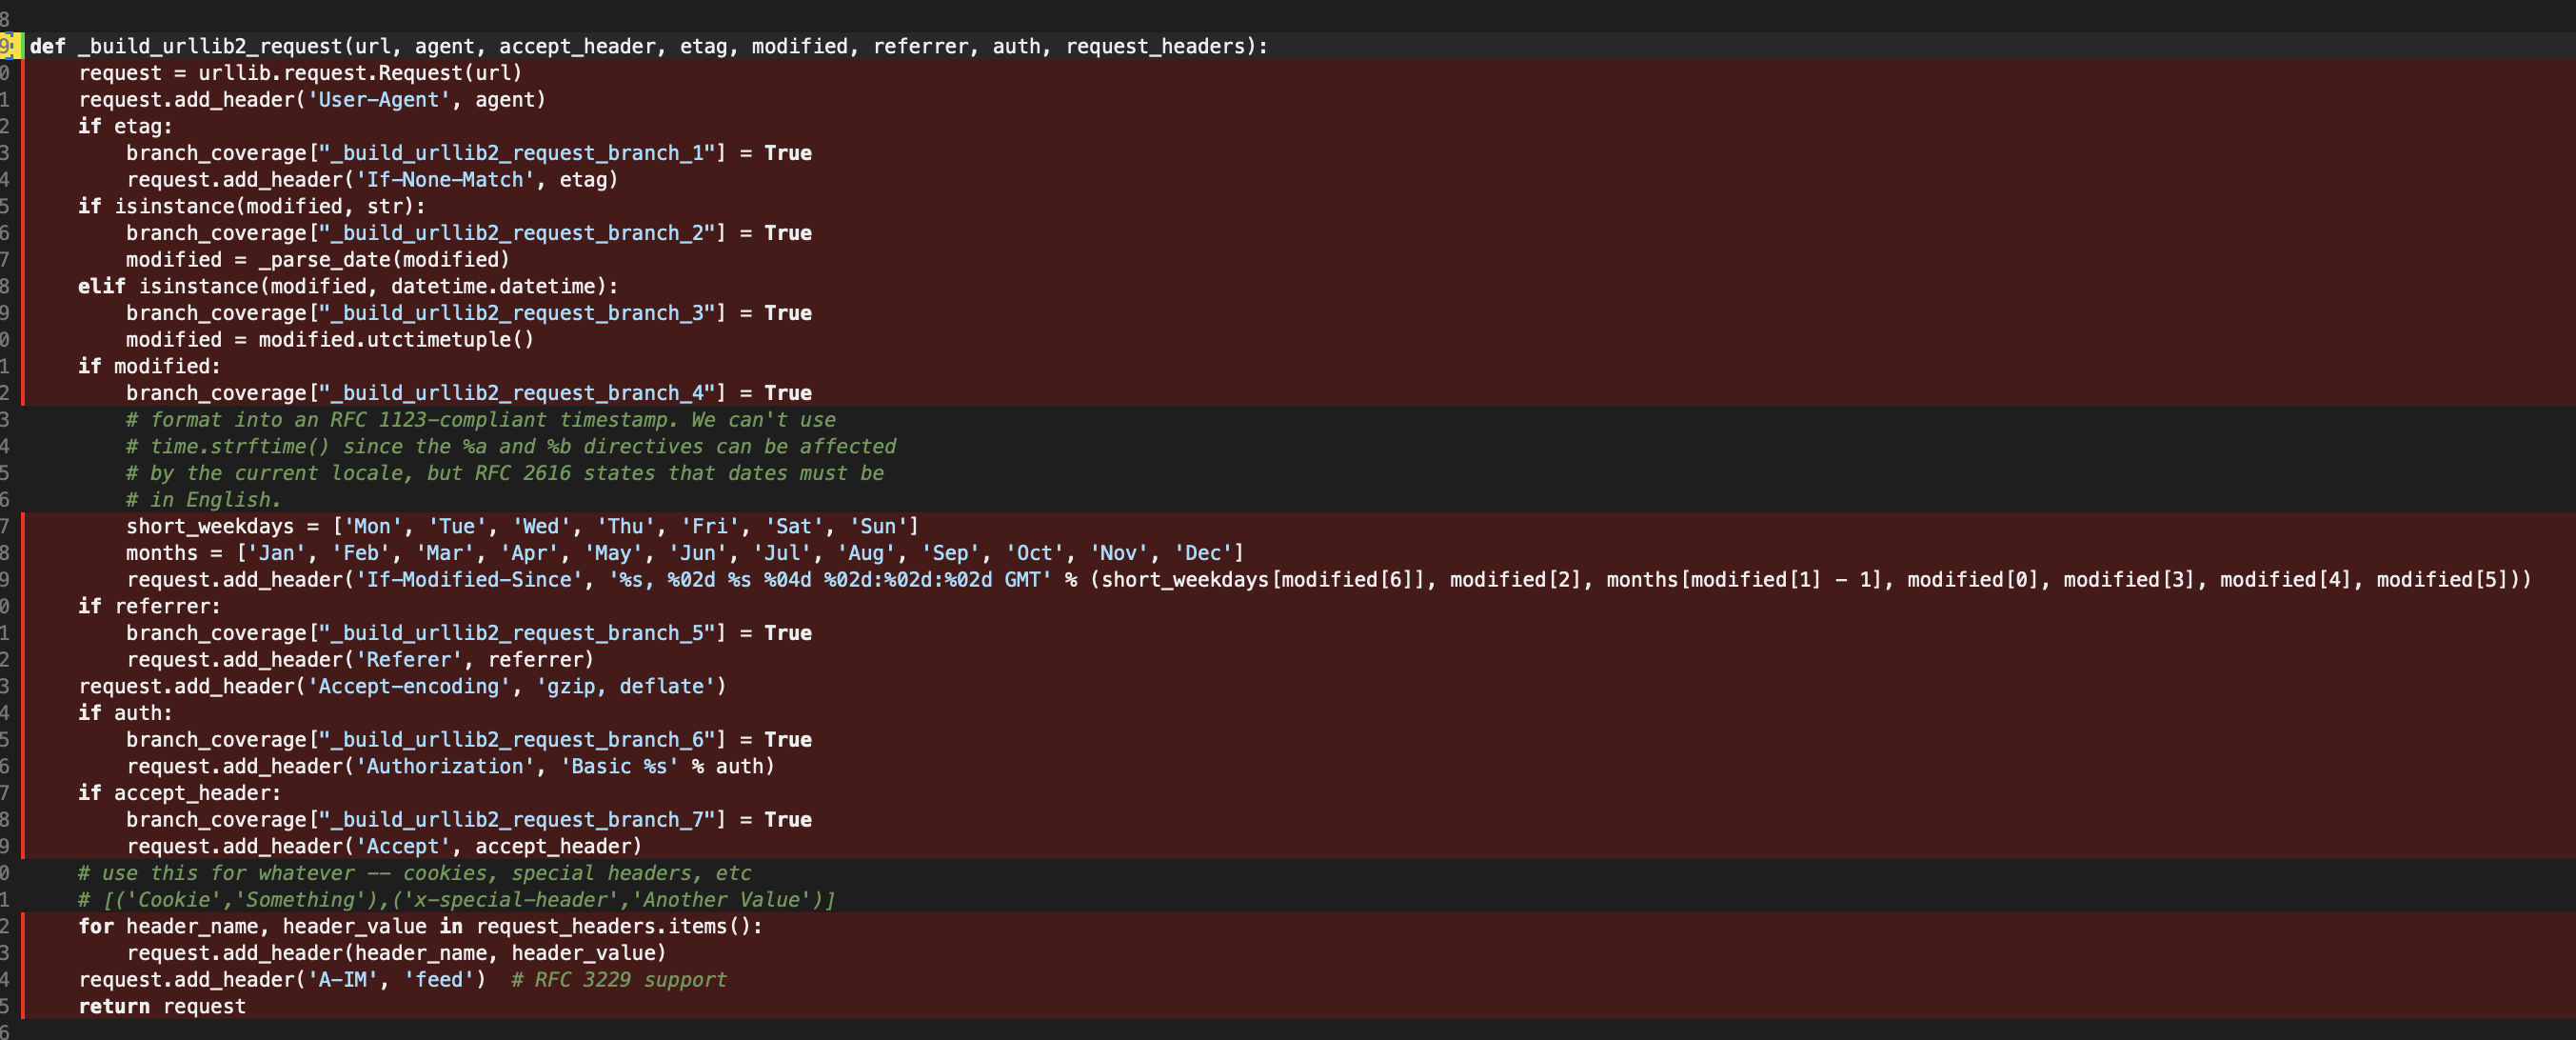 8
9 def _build_urllib2_request(url, agent, accept_header, etag, modified, referrer, auth, request_headers):
0     request = urllib.request.Request(url)
1     request.add_header('User-Agent', agent)
2     if etag:
3         branch_coverage["_build_urllib2_request_branch_1"] = True
4         request.add_header('If-None-Match', etag)
5     if isinstance(modified, str):
6         branch_coverage["_build_urllib2_request_branch_2"] = True
7         modified = _parse_date(modified)
8     elif isinstance(modified, datetime.datetime):
9         branch_coverage["_build_urllib2_request_branch_3"] = True
0         modified = modified.utctimetuple()
1     if modified:
2         branch_coverage["_build_urllib2_request_branch_4"] = True
3         # format into an RFC 1123-compliant timestamp. We can't use
4         # time.strftime() since the %a and %b directives can be affected
5         # by the current locale, but RFC 2616 states that dates must be
6         # in English.
7         short_weekdays = ['Mon', 'Tue', 'Wed', 'Thu', 'Fri', 'Sat', 'Sun']
8         months = ['Jan', 'Feb', 'Mar', 'Apr', 'May', 'Jun', 'Jul', 'Aug', 'Sep', 'Oct', 'Nov', 'Dec']
9         request.add_header('If-Modified-Since', '%s, %02d %s %04d %02d:%02d:%02d GMT' % (short_weekdays[modified[6]], modified[2], months[modified[1] - 1], modified[0], modified[3], modified[4], modified[5]))
0     if referrer:
1         branch_coverage["_build_urllib2_request_branch_5"] = True
2         request.add_header('Referer', referrer)
3     request.add_header('Accept-encoding', 'gzip, deflate')
4     if auth:
5         branch_coverage["_build_urllib2_request_branch_6"] = True
6         request.add_header('Authorization', 'Basic %s' % auth)
7     if accept_header:
8         branch_coverage["_build_urllib2_request_branch_7"] = True
9         request.add_header('Accept', accept_header)
0     # use this for whatever -- cookies, special headers, etc
1     # [('Cookie','Something'),('x-special-header','Another Value')]
2     for header_name, header_value in request_headers.items():
3         request.add_header(header_name, header_value)
4     request.add_header('A-IM', 'feed')  # RFC 3229 support
5     return request
6